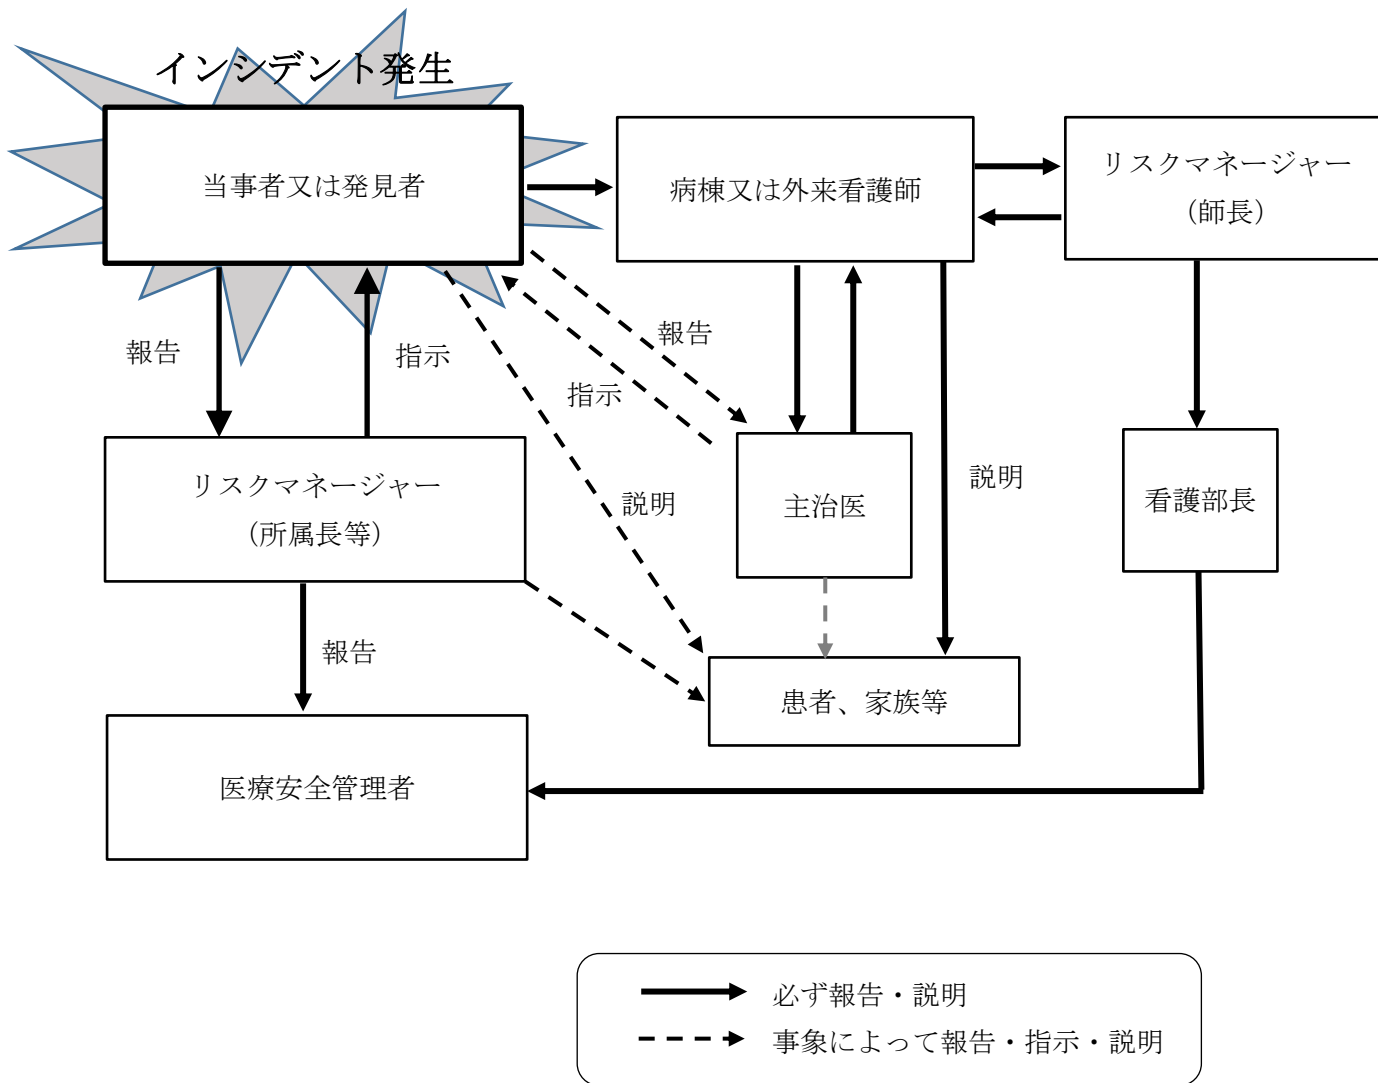 インシデント発生
当事者又は発見者
病棟又は外来看護師
リスクマネージャー
（師長）
報告
指示
報告
指示
リスクマネージャー
（所属長等）
説明
主治医
説明
看護部長
報告
患者、家族等
医療安全管理者
必ず報告・説明
事象によって報告・指示・説明